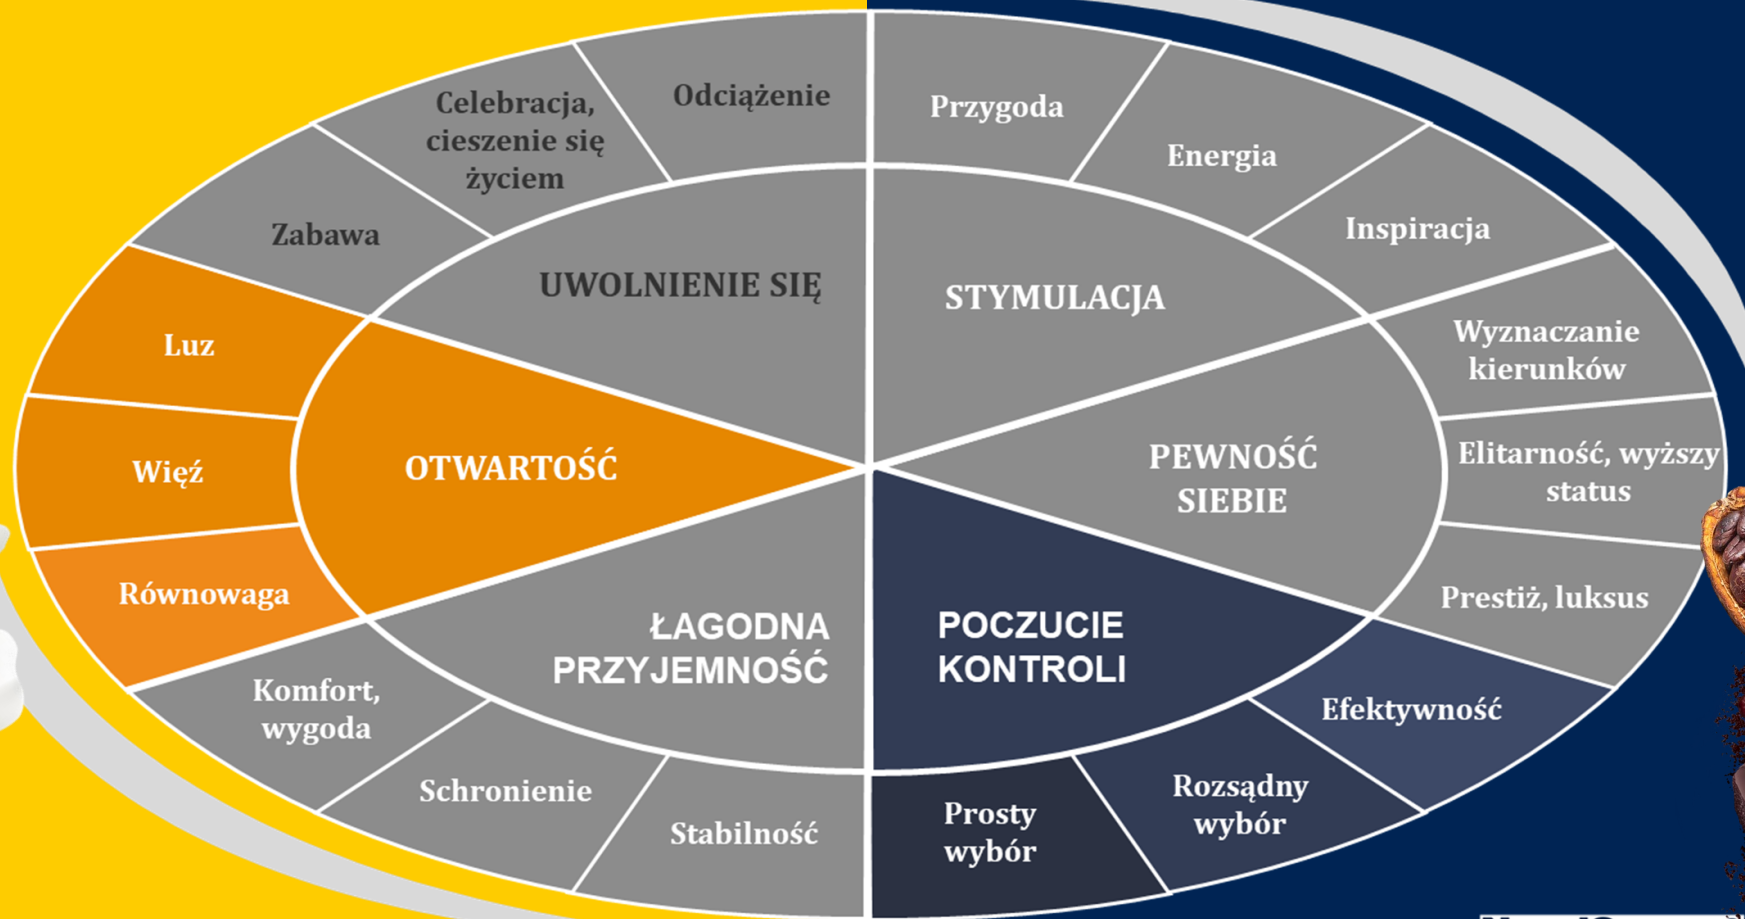 Odciążenie
Przygoda
Celebracja,
cieszenie się
życiem
Energia
Zabawa
Inspiracja
UWOLNIENIE SIĘ
STYMULACJA
Luz
Wyznaczanie
kierunków
Więź
OTWARTOŚĆ
PEWNOŚĆ
SIEBIE
Elitarność, wyższy
status
Równowaga
Prestiż, luksus
ŁAGODNA
PRZYJEMNOŚĆ
POCZUCIE
KONTROLI
Komfort,
wygoda
Efektywność
Schronienie
Rozsądny
wybór
Stabilność
Prosty
wybór